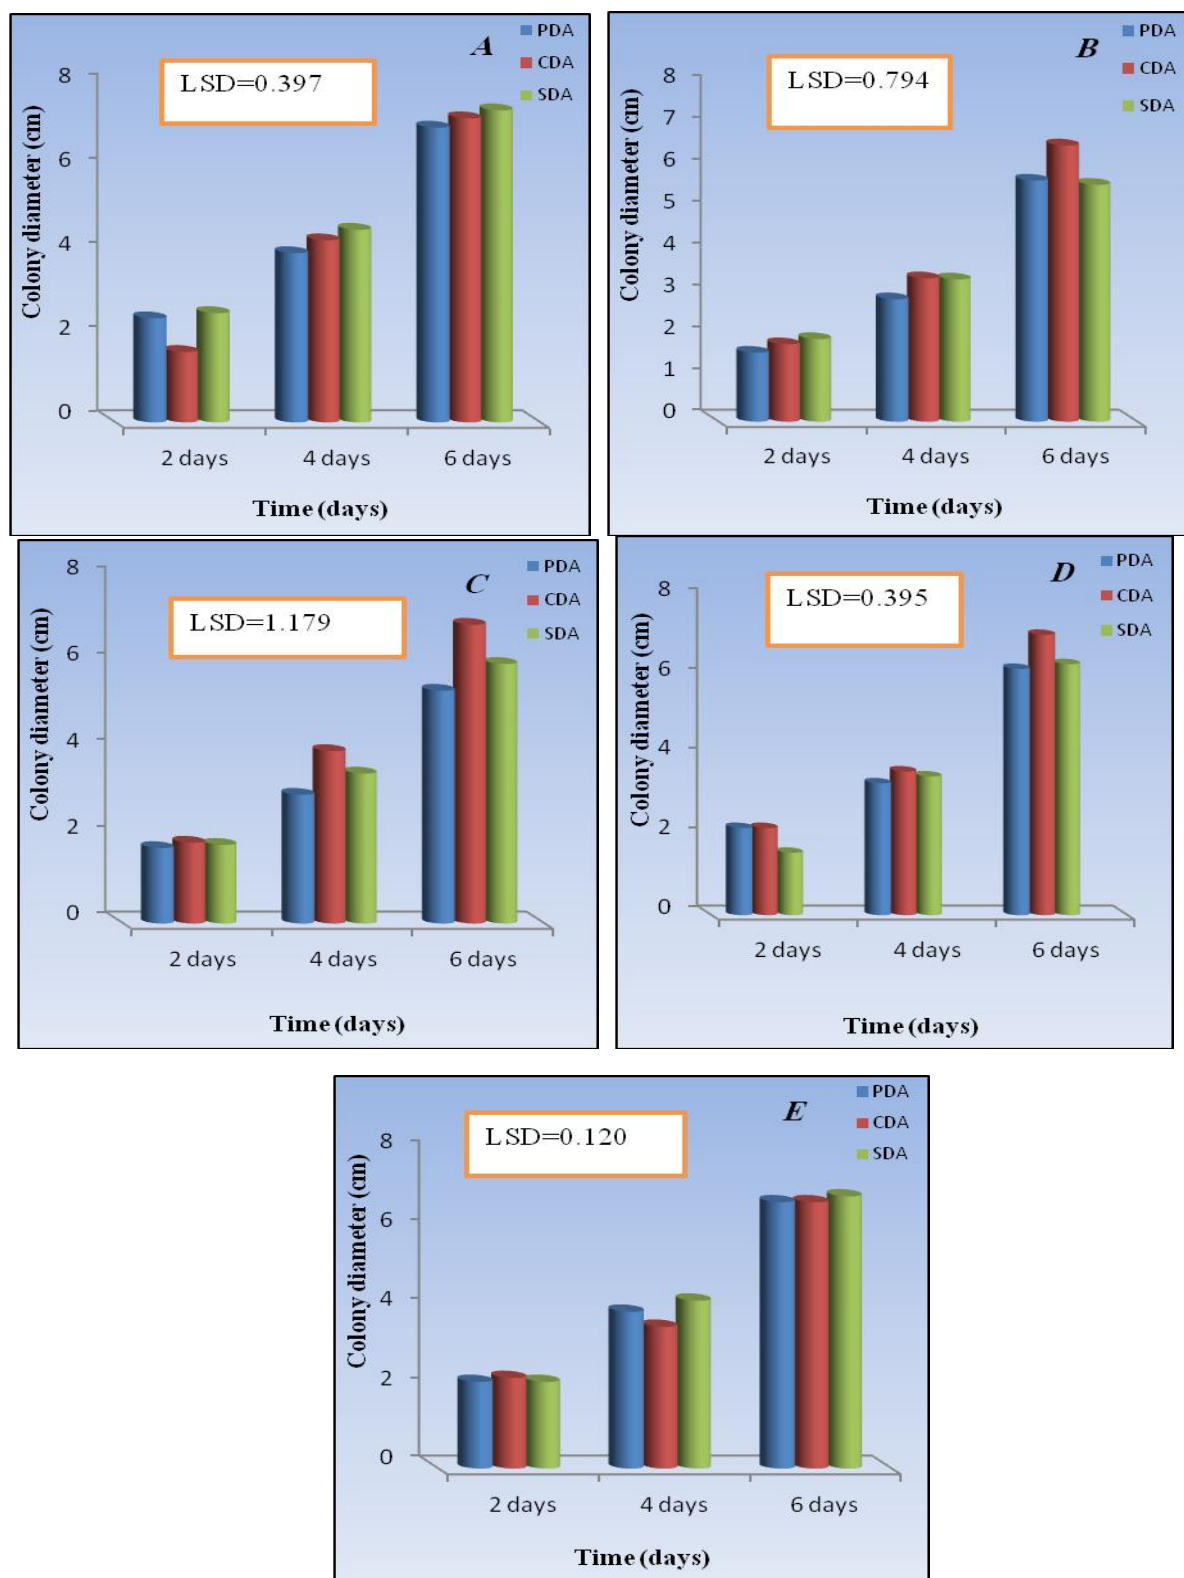 A
PDA
CDA
SDA
LSD=0.397
Colony diameter (cm)
8
6
4
2
0
2 days
4 days
6 days
Time (days)
B
PDA
CDA
SDA
LSD=0.794
Colony diameter (cm)
8
7
6
5
4
3
2
1
0
2 days
4 days
6 days
Time (days)
C
PDA
CDA
SDA
LSD=1.179
Colony diameter (cm)
8
6
4
2
0
2 days
4 days
6 days
Time (days)
D
PDA
CDA
SDA
LSD=0.395
Colony diameter (cm)
8
6
4
2
0
2 days
4 days
6 days
Time (days)
E
PDA
CDA
SDA
LSD=0.120
Colony diameter (cm)
8
6
4
2
0
2 days
4 days
6 days
Time (days)